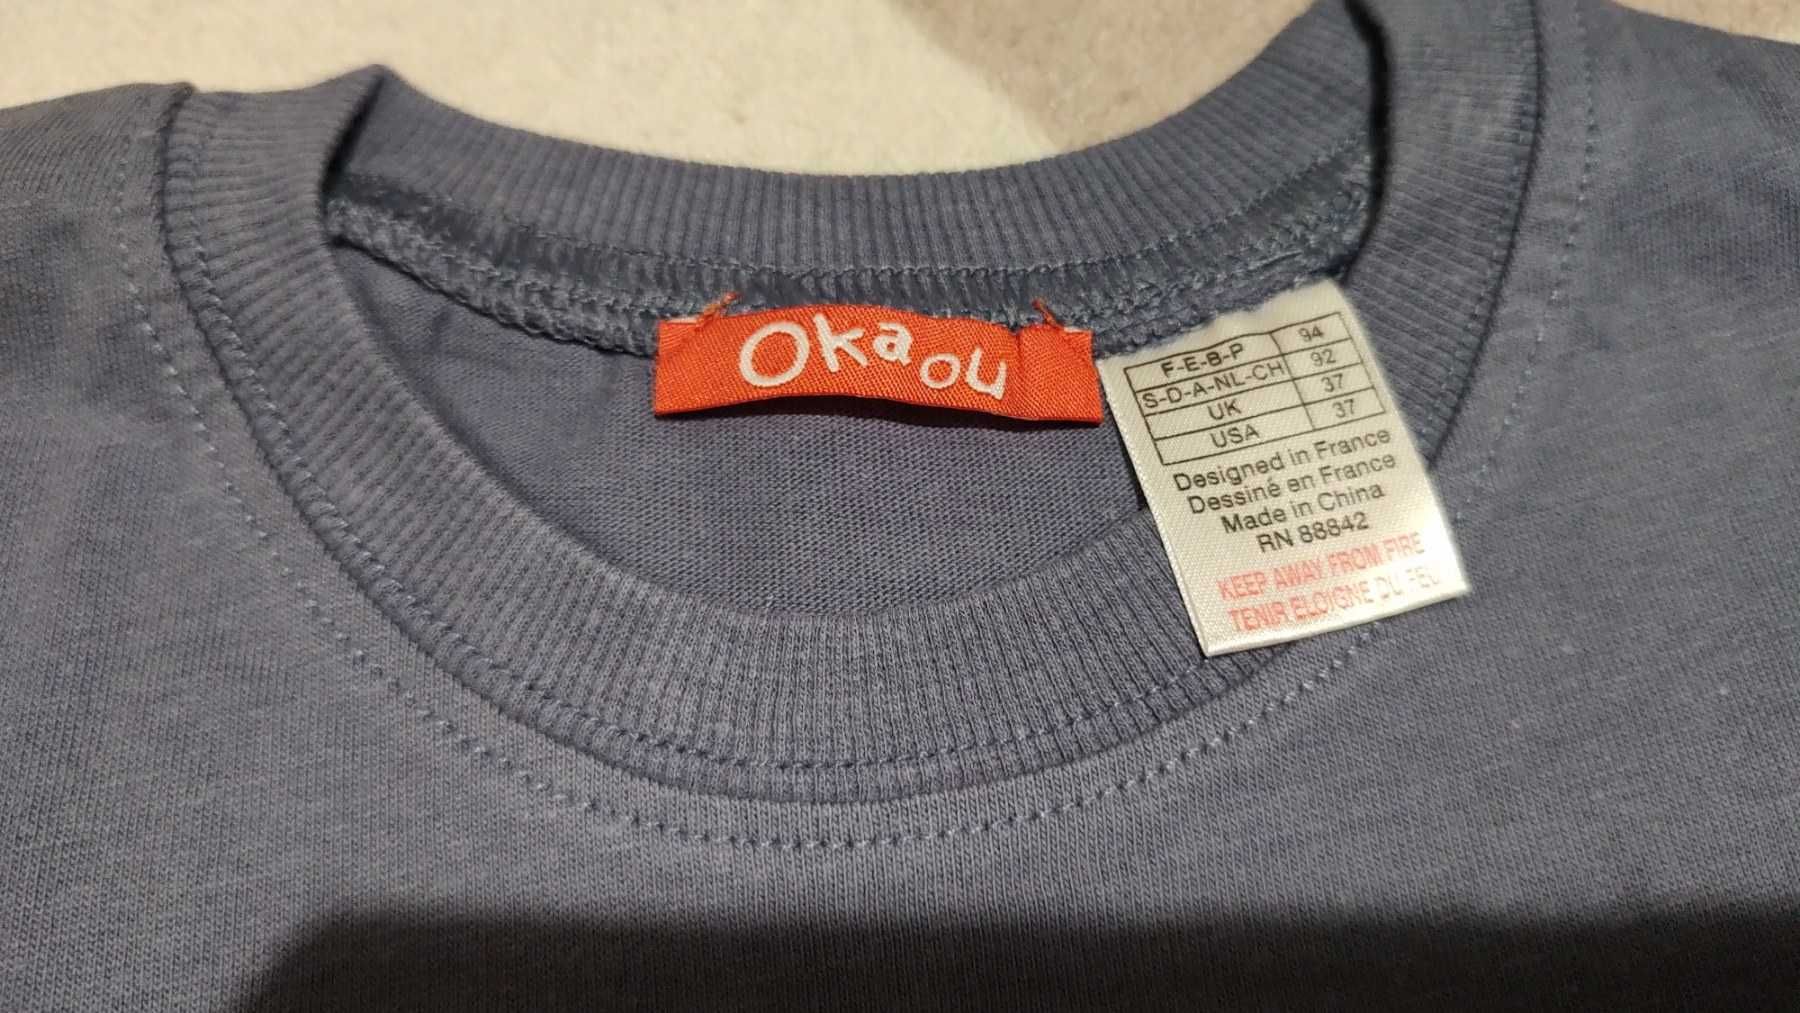 Okaou
F-E-B-P 94
S-D-A-NL-CH 92
UK 37
USA 37
Designed in France
Dessiné en France
Made in China
RN 88842
KEEP AWAY FROM FIRE
TENIR ELOIGNE DU FEU